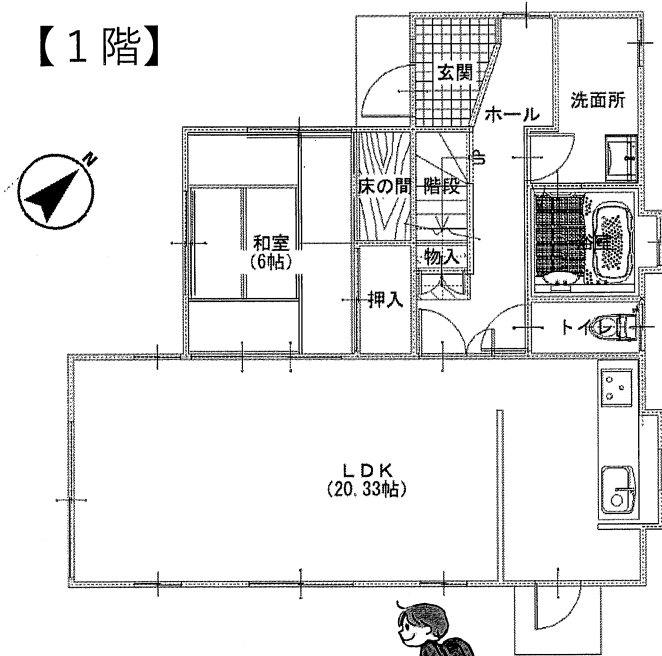 【１階】
N
玄関
ホール
洗面所
UP
床の間
階段
和室
(6帖)
物入
浴室
押入
トイレ
ＬＤＫ
(20.33帖)